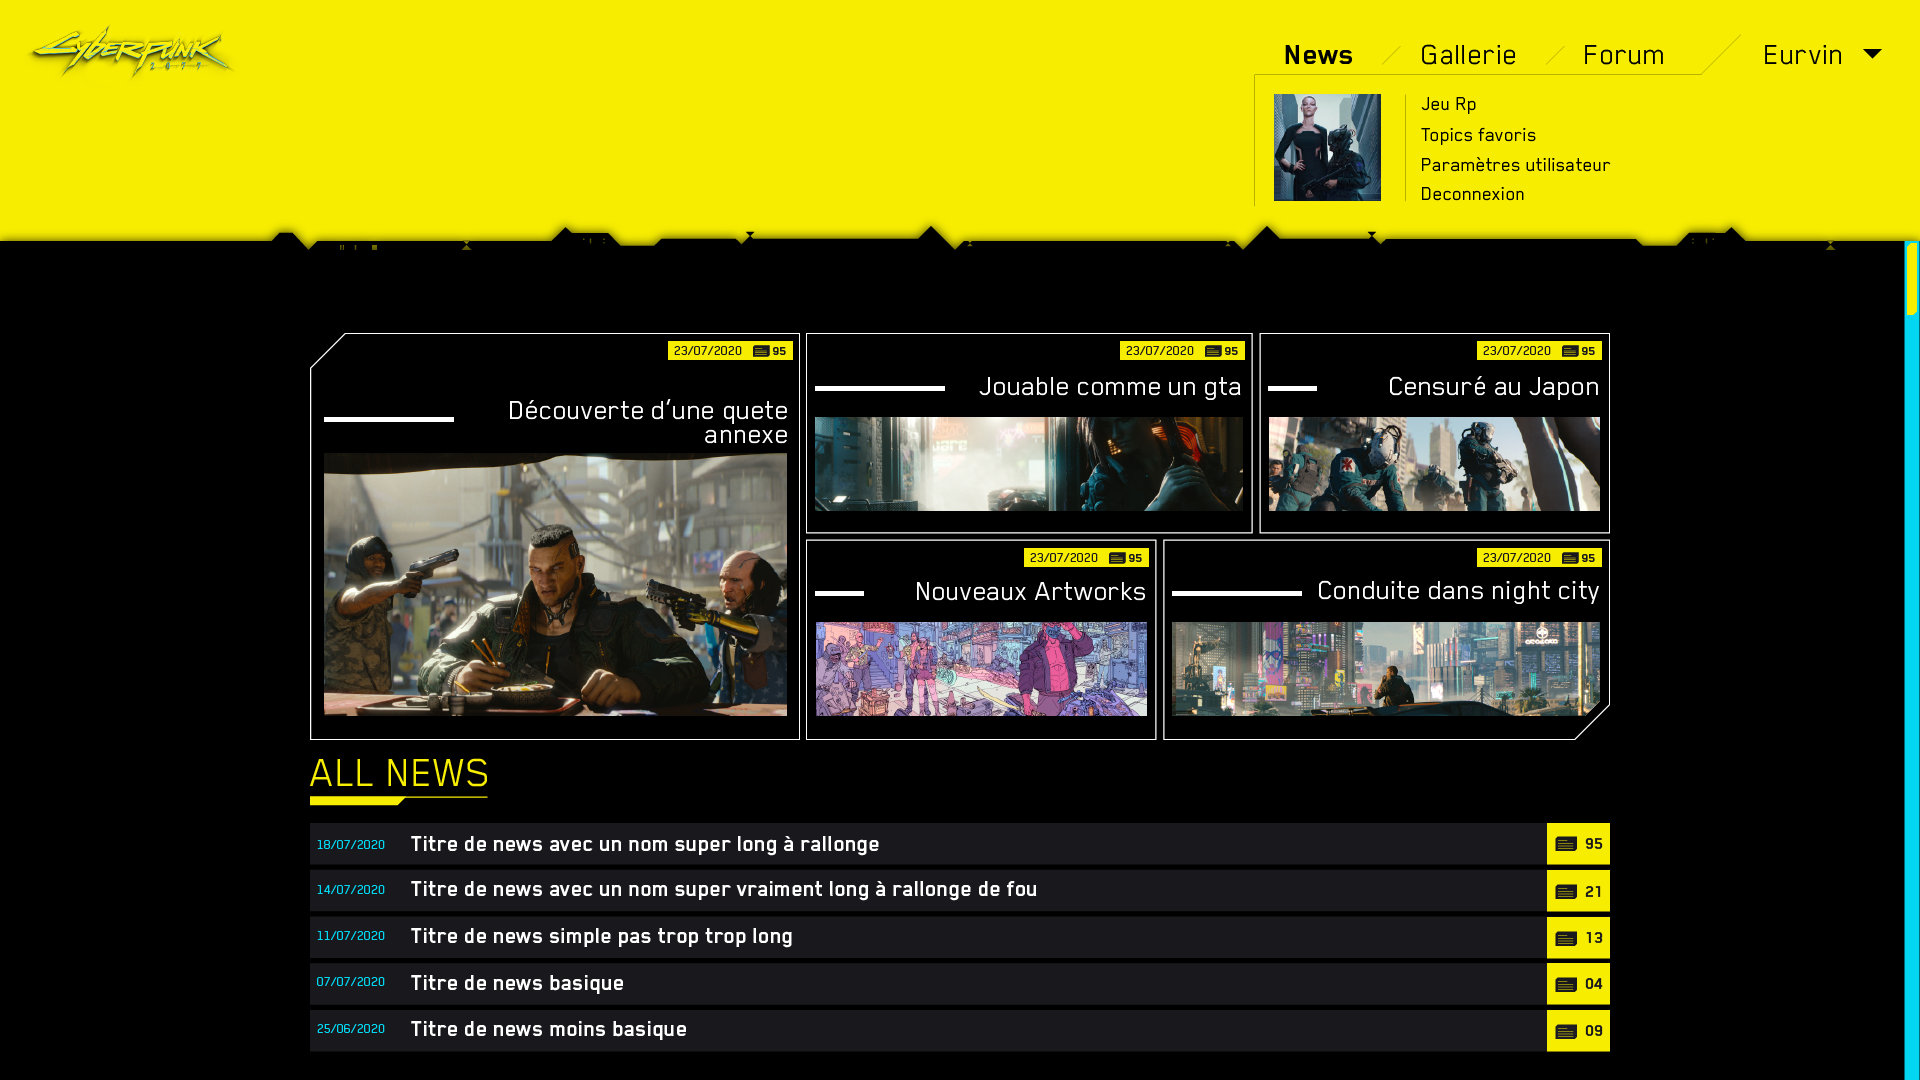 Cyberpunk
2077
News
Gallerie
Forum
Eurvin
Jeu Rp
Topics favoris
Paramètres utilisateur
Deconnexion
23/07/2020 95
Découverte d’une quete
annexe
23/07/2020 95
Jouable comme un gta
23/07/2020 95
Censuré au Japon
23/07/2020 95
Nouveaux Artworks
23/07/2020 95
Conduite dans night city
ALL NEWS
18/07/2020 Titre de news avec un nom super long à rallonge 95
14/07/2020 Titre de news avec un nom super vraiment long à rallonge de fou 21
11/07/2020 Titre de news simple pas trop trop long 13
07/07/2020 Titre de news basique 04
25/06/2020 Titre de news moins basique 09